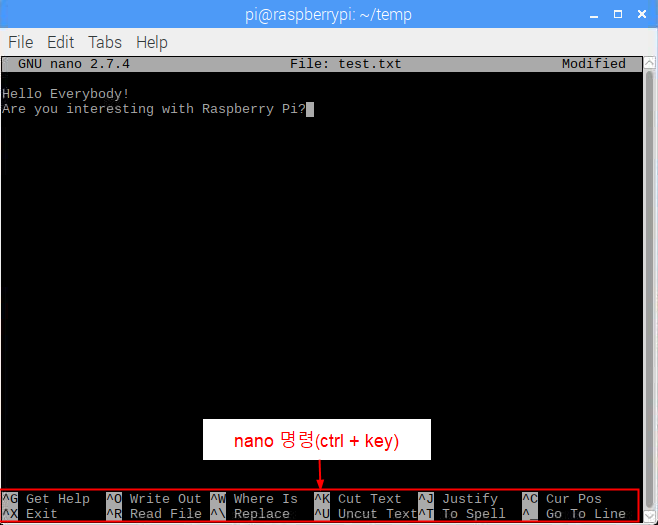 pi@raspberrypi: ~/temp
File Edit Tabs Help
GNU nano 2.7.4 File: test.txt Modified
Hello Everybody!
Are you interesting with Raspberry Pi?
nano 명령(ctrl + key)
^G Get Help ^O Write Out ^W Where Is ^K Cut Text ^J Justify ^C Cur Pos
^X Exit ^R Read File ^\ Replace ^U Uncut Text ^T To Spell ^_ Go To Line